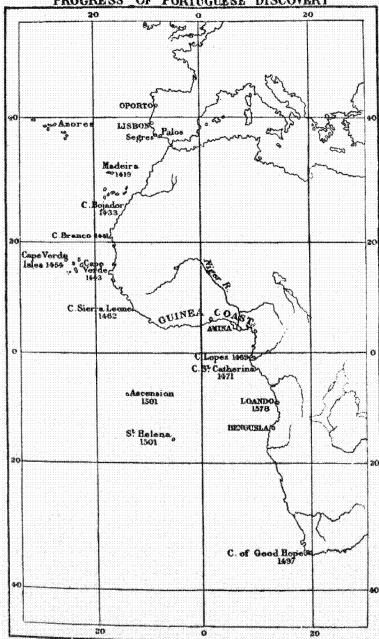 PROGRESS OF PORTUGUESE DISCOVERY
20 0 20
OPORTO
40 40
Azores
LISBON
Segres Palos
Madeira
1419
C. Bojador
1433
C. Branco 1441
20 20
Cape Verde
Isles 1456
Cape
Verde
1443
Niger R.
C. Sierra Leone
1462
GUINEA COAST
AMINA
0 0
C. Lopes 1469
C. St. Catherina
1471
Ascension
1501
LOANDO
1578
St. Helena
1501
BENGUELA
20 20
C. of Good Hope
1497
40 40
20 0 20